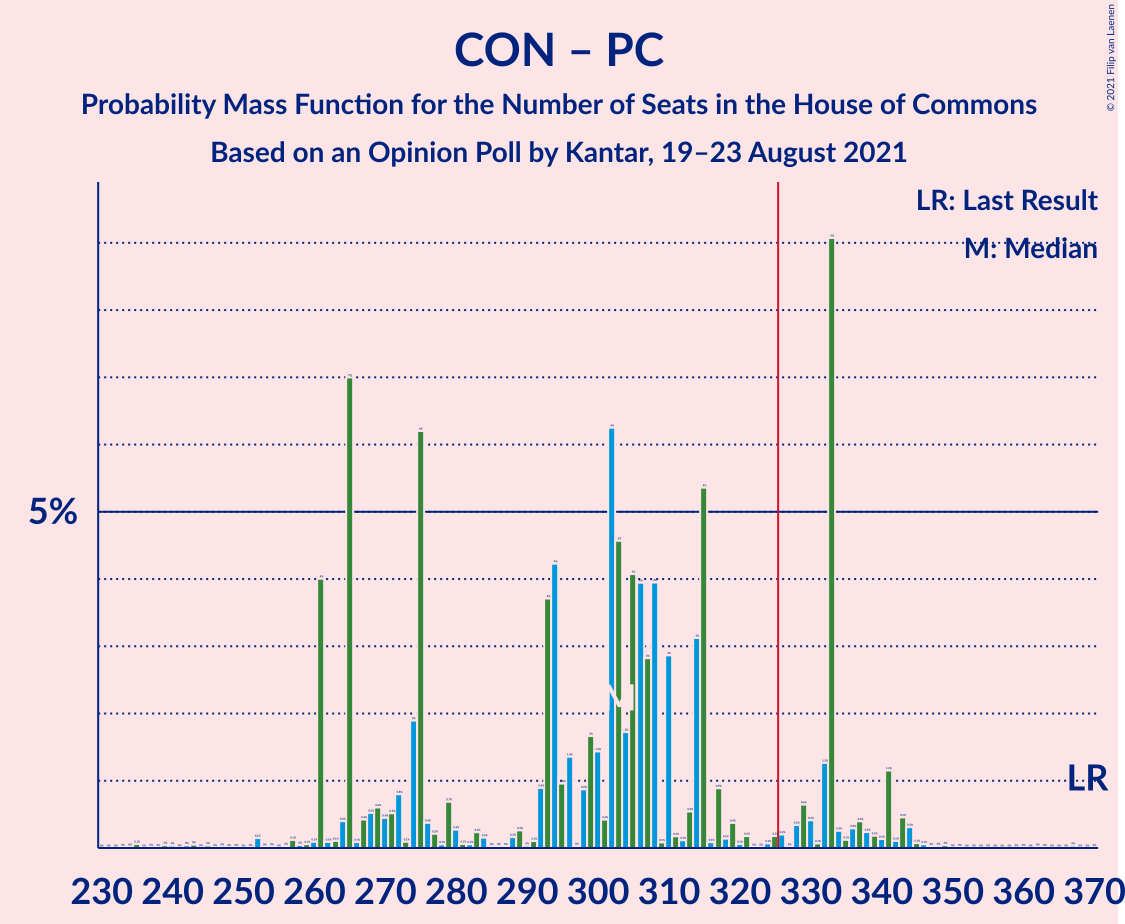 CON – PC
Probability Mass Function for the Number of Seats in the House of Commons
Based on an Opinion Poll by Kantar, 19–23 August 2021
© 2021 Filip van Laenen
LR: Last Result
M: Median
5%
LR
230 240 250 260 270 280 290 300 310 320 330 340 350 360 370